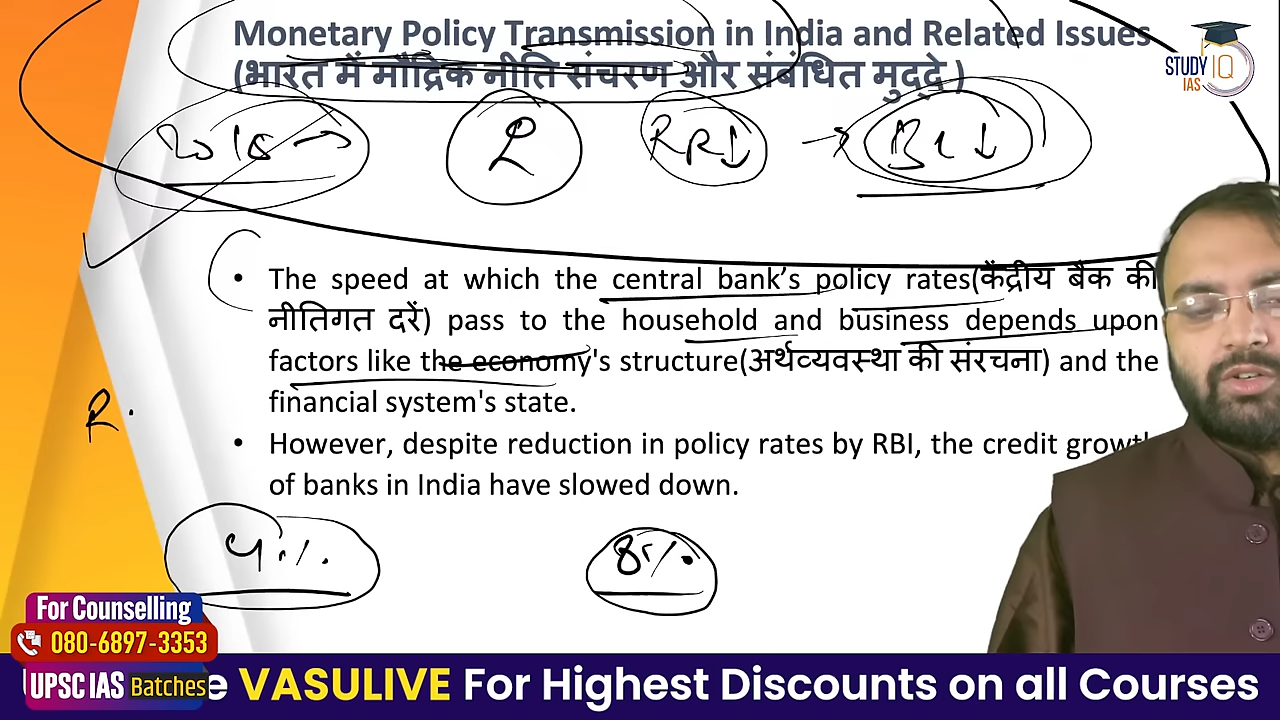 Monetary Policy Transmission in India and Related Issues
(भारत में मौद्रिक नीति संचरण और संबंधित मुद्दे )
STUDY IQ
IAS
RR↓ →
• The speed at which the central bank’s policy rates(केंद्रीय बैंक की
नीतिगत दरें) pass to the household and business depends upon
factors like the economy's structure(अर्थव्यवस्था की संरचना) and the
financial system's state.
R.
• However, despite reduction in policy rates by RBI, the credit growth
of banks in India have slowed down.
4%
8%
For Counselling
080-6897-3353
UPSC IAS Batches
e VASULIVE For Highest Discounts on all Courses